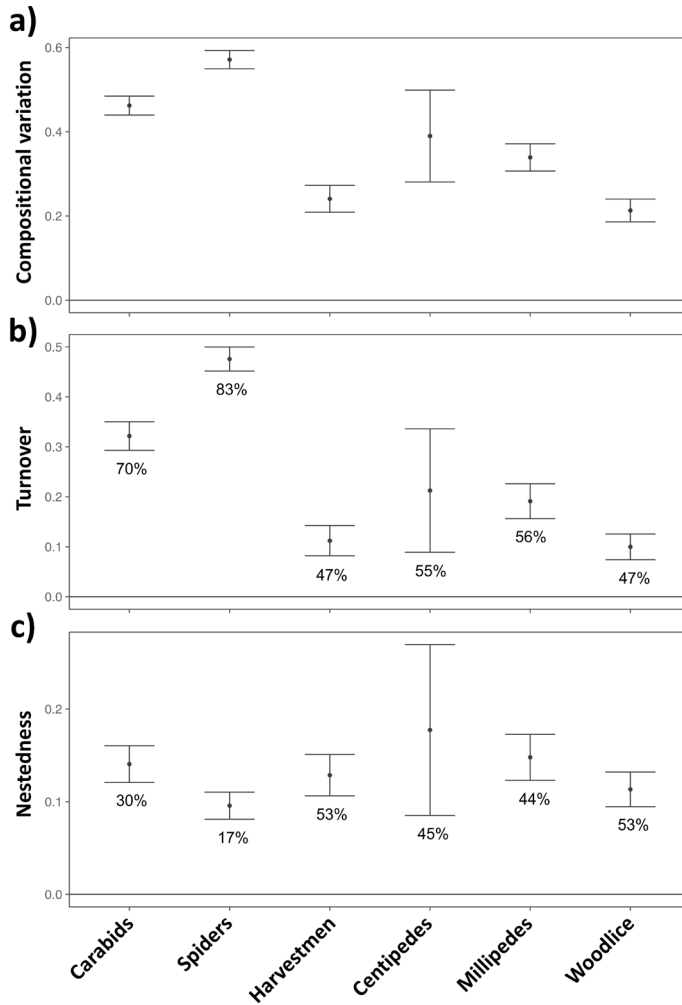 a)
Compositional variation
0.6
0.4
0.2
0.0
b)
Turnover
0.5
0.4
0.3
0.2
0.1
0.0
70%
83%
47%
55%
56%
47%
c)
Nestedness
0.2
0.1
0.0
30%
17%
53%
45%
44%
53%
Carabids
Spiders
Harvestmen
Centipedes
Millipedes
Woodlice